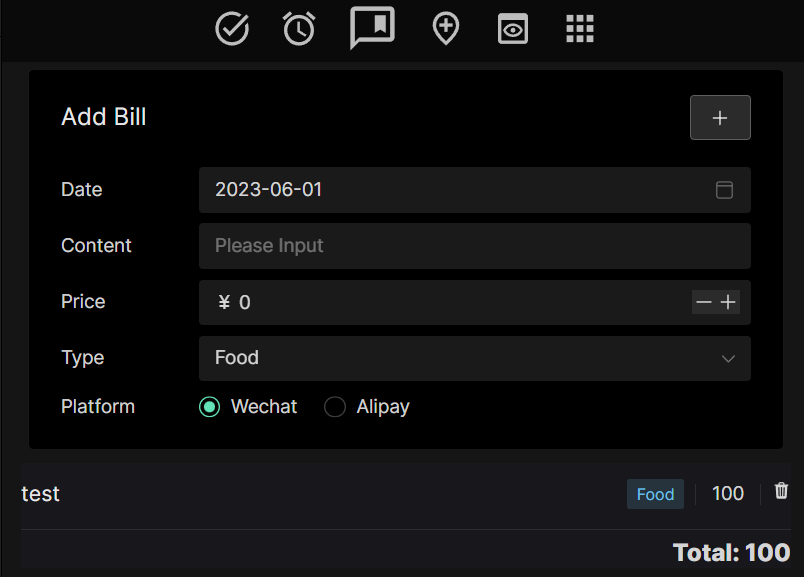 Add Bill
Date 2023-06-01
Content Please Input
Price ¥ 0
Type Food
Platform Wechat Alipay
test Food 100
Total: 100